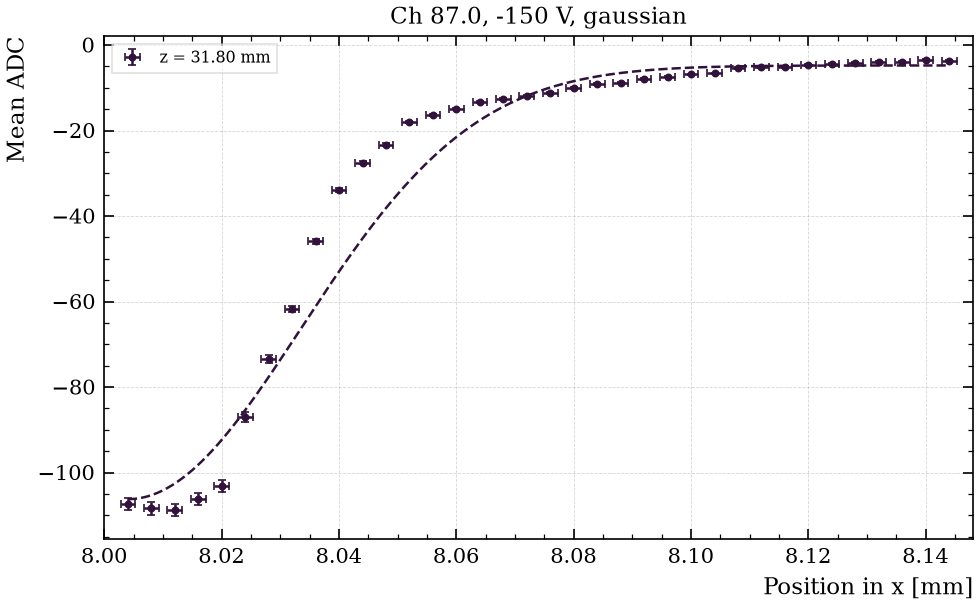 Ch 87.0, -150 V, gaussian
z = 31.80 mm
Mean ADC
0
−20
−40
−60
−80
−100
8.00 8.02 8.04 8.06 8.08 8.10 8.12 8.14
Position in x [mm]